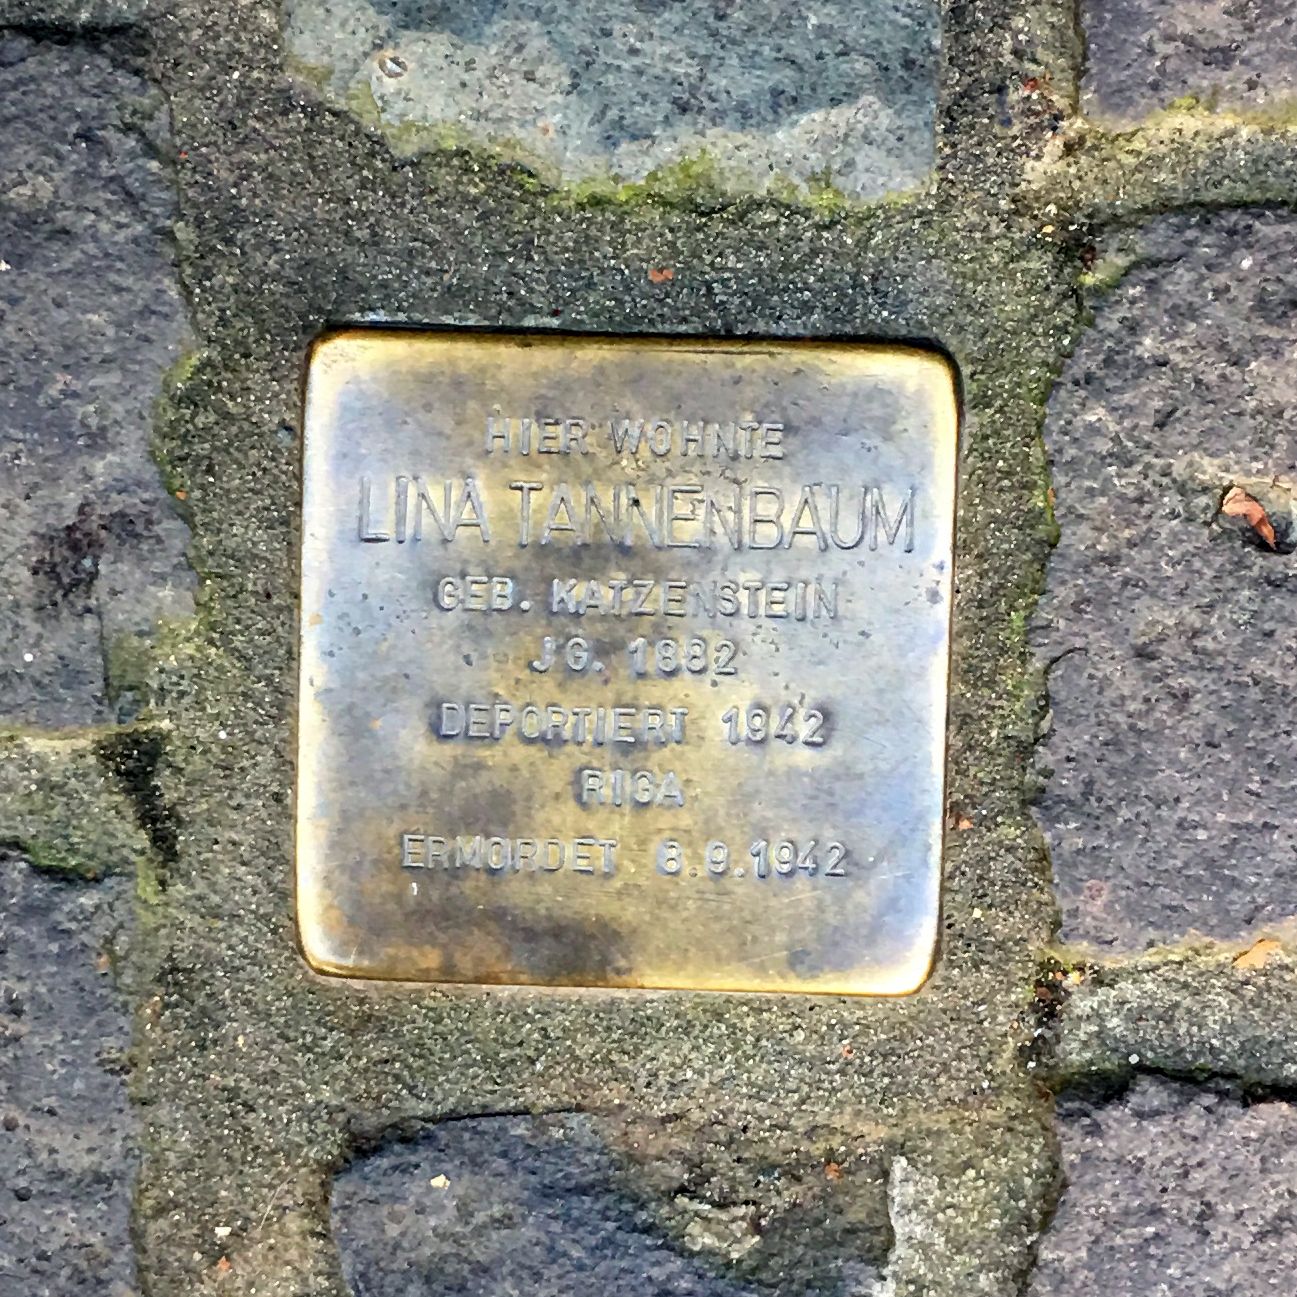 HIER WOHNTE
LINA TANNENBAUM
GEB. KATZENSTEIN
JG. 1882
DEPORTIERT 1942
RIGA
ERMORDET 8.9.1942